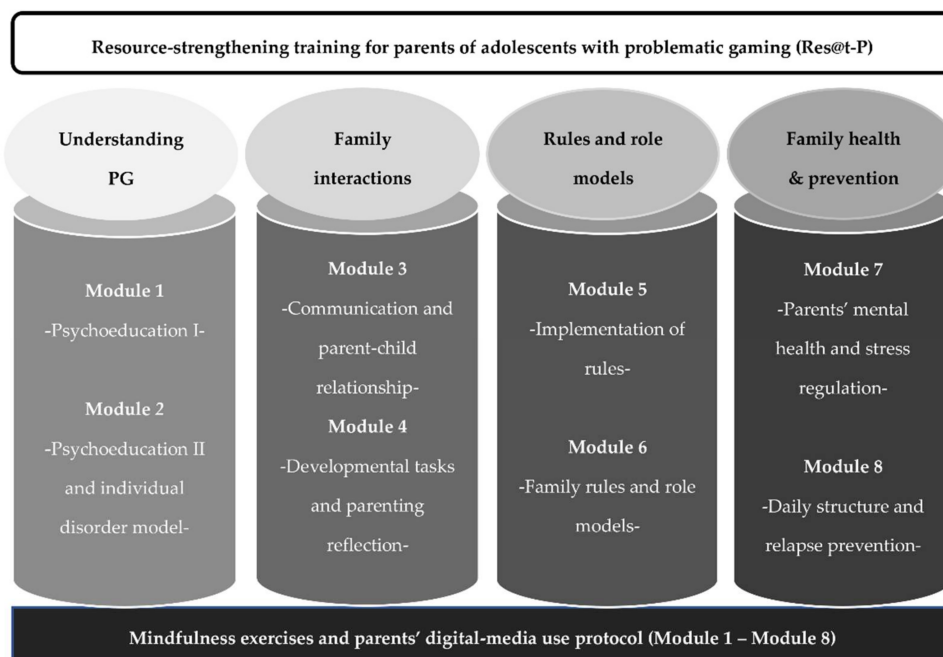 Resource-strengthening training for parents of adolescents with problematic gaming (Res@t-P)
Understanding
PG
Module 1
-Psychoeducation I-
Module 2
-Psychoeducation II
and individual
disorder model-
Family
interactions
Module 3
-Communication and
parent-child
relationship-
Module 4
-Developmental tasks
and parenting
reflection-
Rules and role
models
Module 5
-Implementation of
rules-
Module 6
-Family rules and role
models-
Family health
& prevention
Module 7
-Parents’ mental
health and stress
regulation-
Module 8
-Daily structure and
relapse prevention-
Mindfulness exercises and parents’ digital-media use protocol (Module 1 – Module 8)